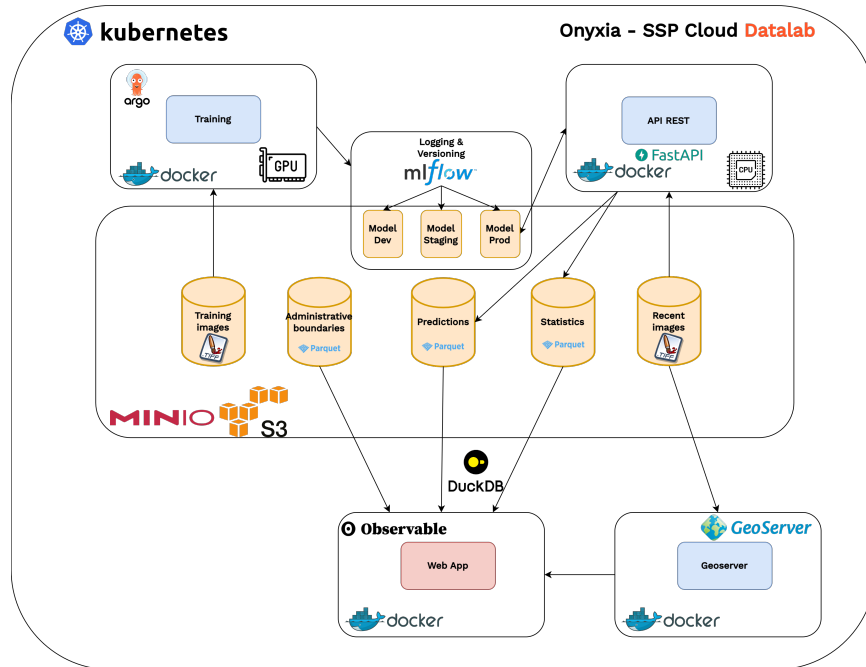 kubernetes
Onyxia - SSP Cloud Datalab
argo
Training
GPU
docker
Logging &
Versioning
mlflow™
Model
Dev
Model
Staging
Model
Prod
API REST
FastAPI
docker
CPU
Training
images
TIFF
Administrative
boundaries
Parquet
Predictions
Parquet
Statistics
Parquet
Recent
images
TIFF
MINIO
S3
DuckDB
Observable
Web App
docker
GeoServer
Geoserver
docker